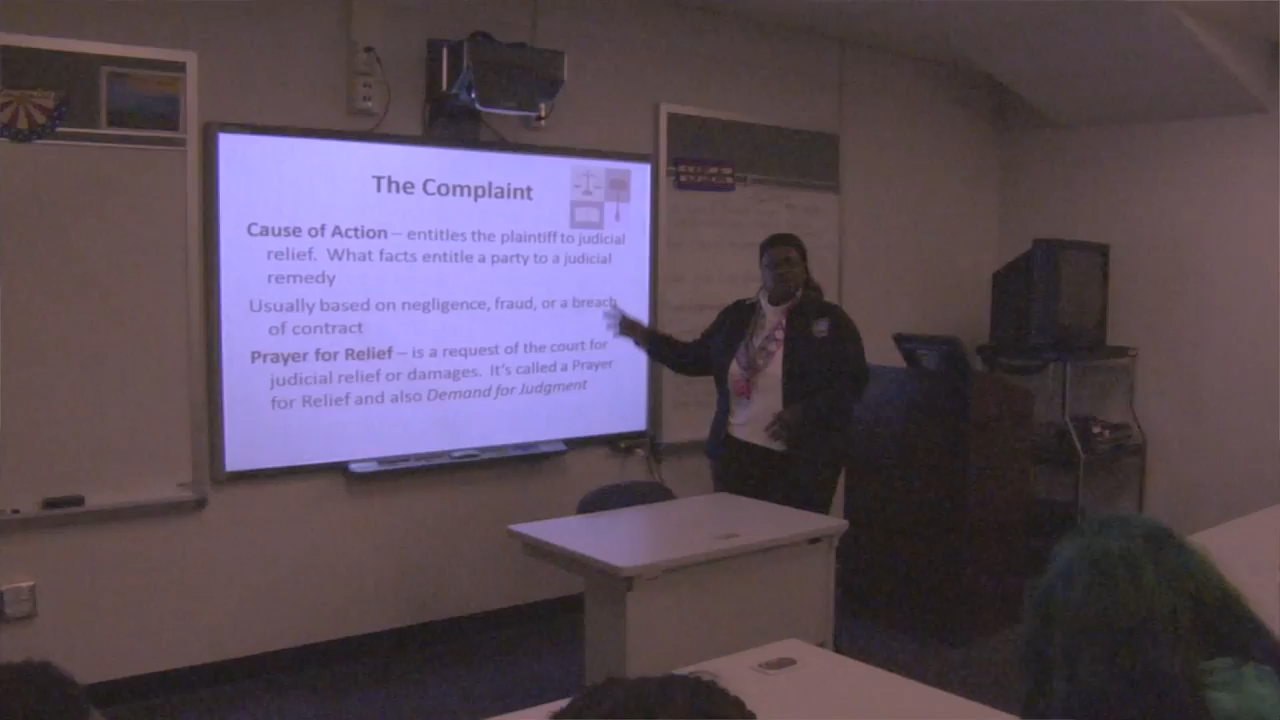 The Complaint
Cause of Action – entitles the plaintiff to judicial
relief. What facts entitle a party to a judicial
remedy
Usually based on negligence, fraud, or a breach
of contract
Prayer for Relief – is a request of the court for
judicial relief or damages. It's called a Prayer
for Relief and also Demand for Judgment